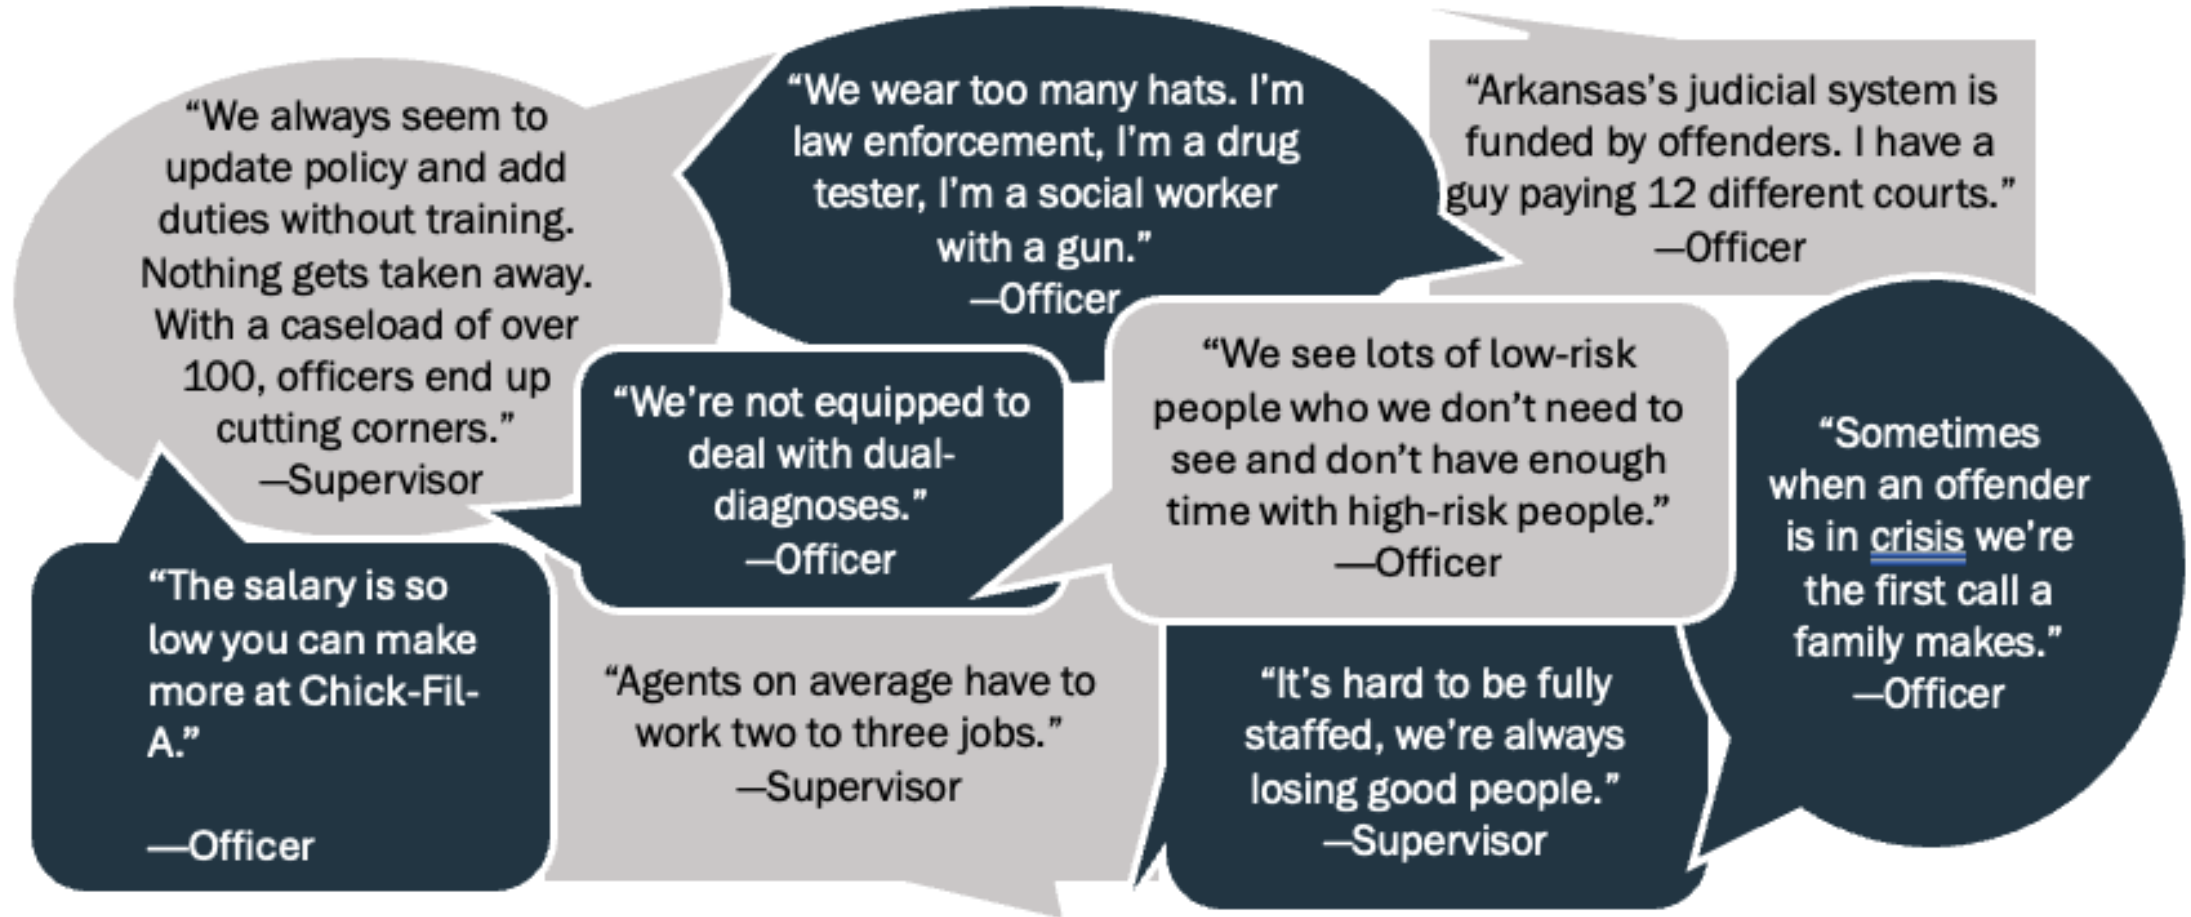 “We always seem to
update policy and add
duties without training.
Nothing gets taken away.
With a caseload of over
100, officers end up
cutting corners.”
—Supervisor
“We wear too many hats. I’m
law enforcement, I’m a drug
tester, I’m a social worker
with a gun.”
—Officer
“Arkansas’s judicial system is
funded by offenders. I have a
guy paying 12 different courts.”
—Officer
“We’re not equipped to
deal with dual-
diagnoses.”
—Officer
“We see lots of low-risk
people who we don’t need to
see and don’t have enough
time with high-risk people.”
—Officer
“Sometimes
when an offender
is in crisis we’re
the first call a
family makes.”
—Officer
“The salary is so
low you can make
more at Chick-Fil-
A.”
—Officer
“Agents on average have to
work two to three jobs.”
—Supervisor
“It’s hard to be fully
staffed, we’re always
losing good people.”
—Supervisor